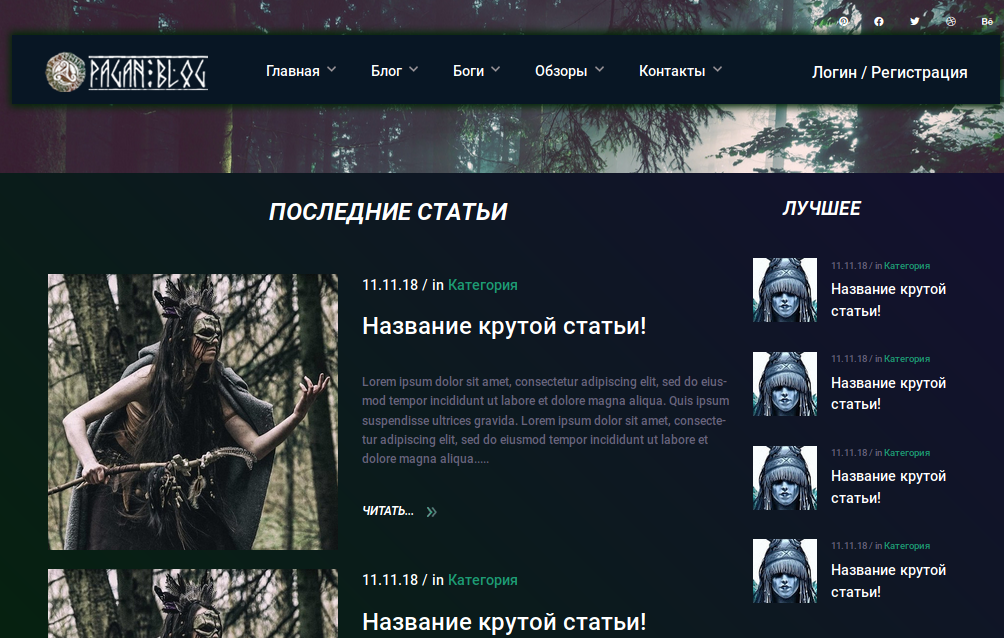 Bē
PAGAN:BLOG
Главная
Блог
Боги
Обзоры
Контакты
Логин / Регистрация
ПОСЛЕДНИЕ СТАТЬИ
11.11.18 / in Категория
Название крутой статьи!
Lorem ipsum dolor sit amet, consectetur adipiscing elit, sed do eius-
mod tempor incididunt ut labore et dolore magna aliqua. Quis ipsum
suspendisse ultrices gravida. Lorem ipsum dolor sit amet, consecte-
tur adipiscing elit, sed do eiusmod tempor incididunt ut labore et
dolore magna aliqua.....
ЧИТАТЬ... »
11.11.18 / in Категория
Название крутой статьи!
ЛУЧШЕЕ
11.11.18 / in Категория
Название крутой
статьи!
11.11.18 / in Категория
Название крутой
статьи!
11.11.18 / in Категория
Название крутой
статьи!
11.11.18 / in Категория
Название крутой
статьи!